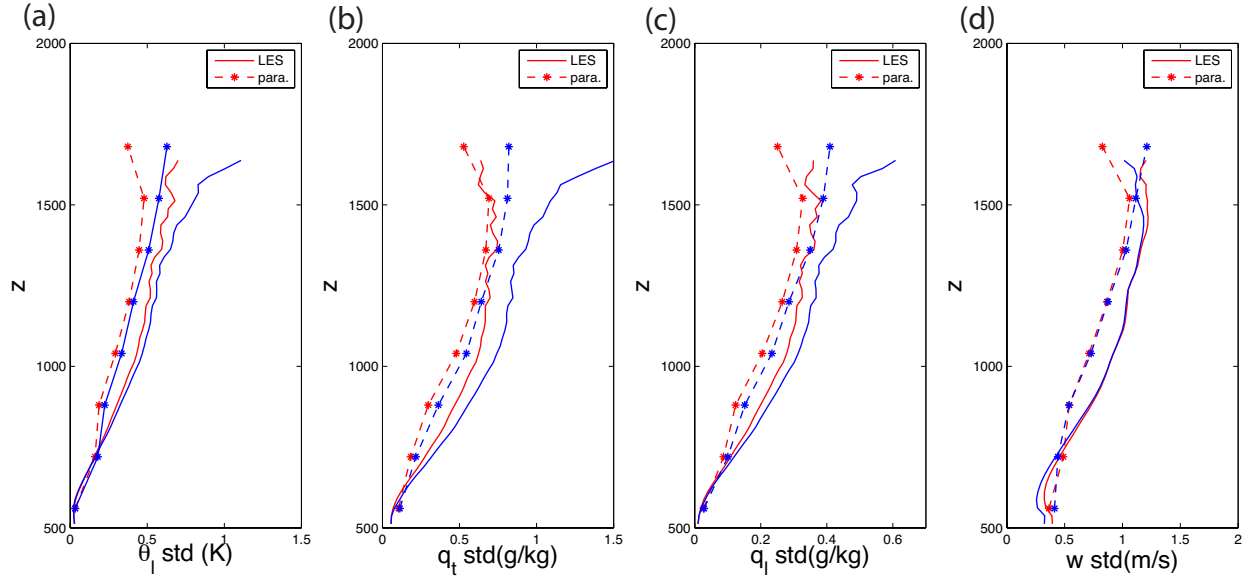 (a)
(b)
(c)
(d)
2000
1500
1000
500
z
0
0.5
1
1.5
θl std (K)
LES
para.
2000
1500
1000
500
z
0
0.5
1
1.5
qt std(g/kg)
LES
para.
2000
1500
1000
500
z
0
0.2
0.4
0.6
ql std(g/kg)
LES
para.
2000
1500
1000
500
z
0
0.5
1
1.5
2
w std(m/s)
LES
para.